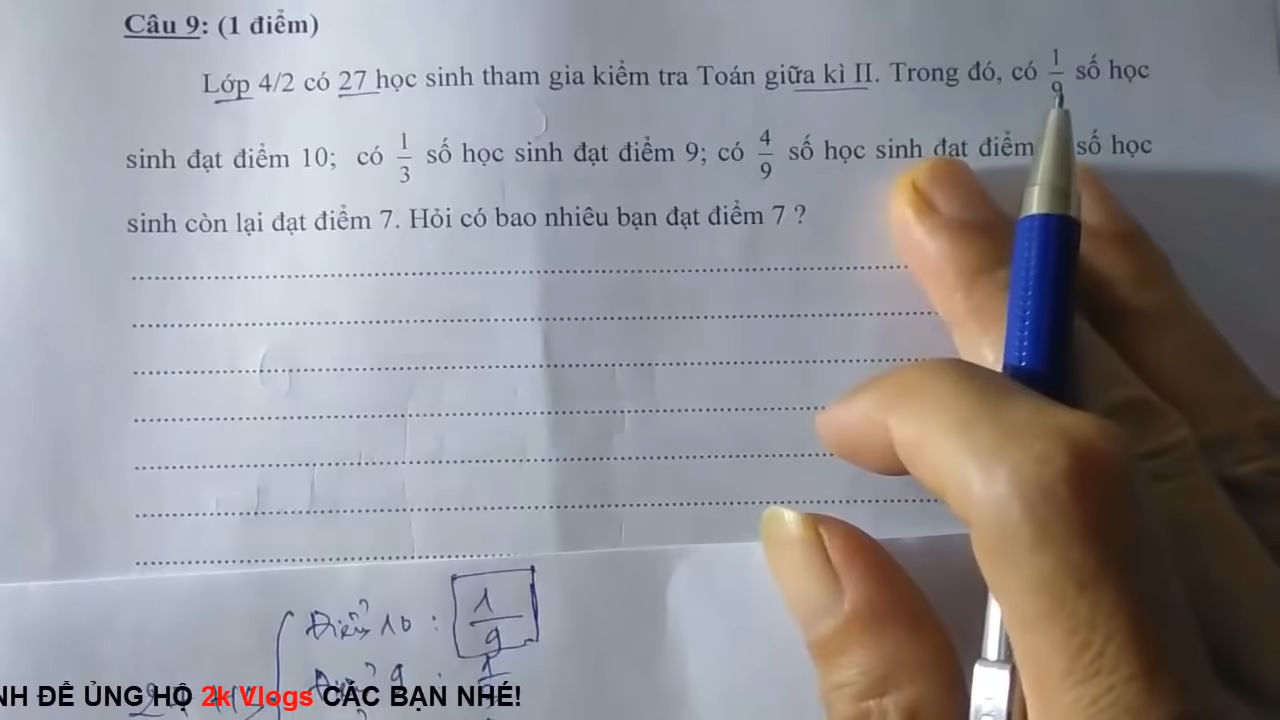 Câu 9: (1 điểm)
Lớp 4/2 có 27 học sinh tham gia kiểm tra Toán giữa kì II. Trong đó, có 1/9 số học
sinh đạt điểm 10; có 1/3 số học sinh đạt điểm 9; có 4/9 số học sinh đạt điểm số học
sinh còn lại đạt điểm 7. Hỏi có bao nhiêu bạn đạt điểm 7 ?
Điểm 10 : 1/9
Điểm 9 :
NH ĐỂ ỦNG HỘ 2k Vlogs CÁC BẠN NHÉ!